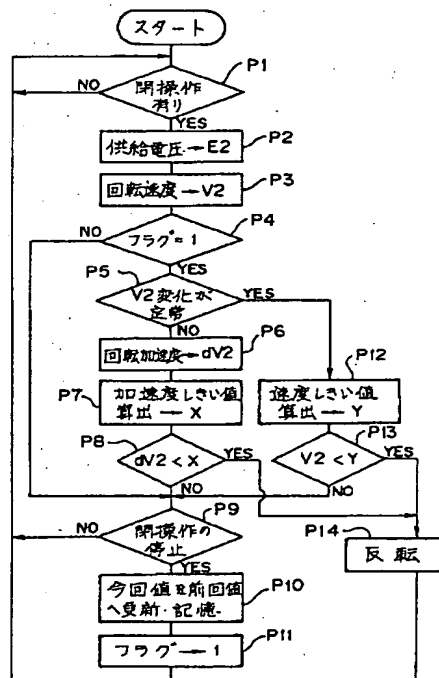 スタート
P1
閉操作
有り
NO
YES
供給電圧→E2
P2
回転速度→V2
P3
P4
フラグ=1
NO
YES
P5
V2変化が
定常
YES
NO
P6
回転加速度→dV2
P7
加速度しきい値
算出→X
P12
速度しきい値
算出→Y
P8
dV2<X
YES
NO
P13
V2<Y
YES
NO
P9
閉操作の
停止
NO
YES
P14
反転
P10
今回値を前回値
へ更新・記憶
P11
フラグ→1